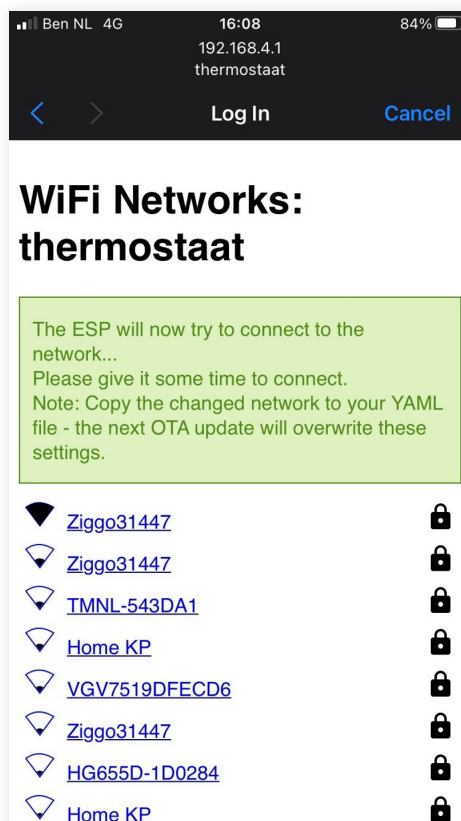 Ben NL 4G 16:08 84%
192.168.4.1
thermostaat
Log In Cancel
WiFi Networks:
thermostaat
The ESP will now try to connect to the
network...
Please give it some time to connect.
Note: Copy the changed network to your YAML
file - the next OTA update will overwrite these
settings.
Ziggo31447
Ziggo31447
TMNL-543DA1
Home KP
VGV7519DFECD6
Ziggo31447
HG655D-1D0284
Home KP